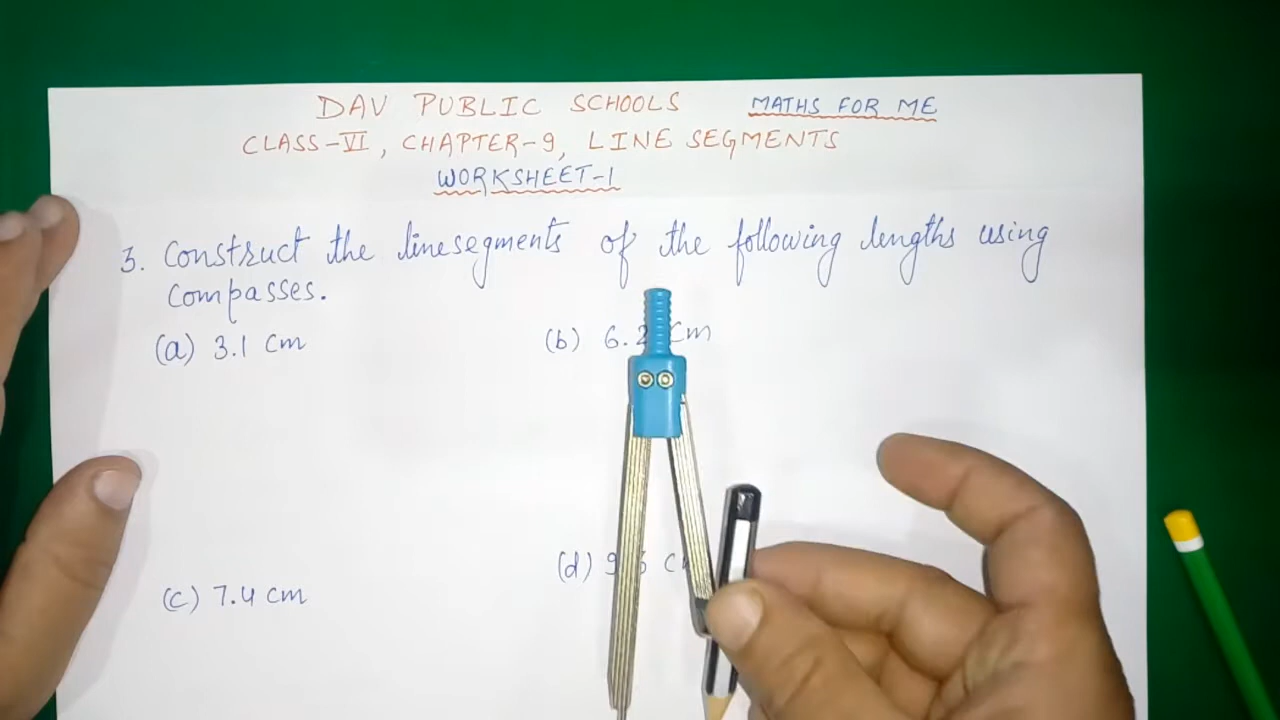 DAV PUBLIC SCHOOLS MATHS FOR ME
CLASS-VI, CHAPTER-9, LINE SEGMENTS
WORKSHEET-1
3. Construct the linesegments of the following lengths using
Compasses.
(a) 3.1 cm (b) cm
(c) 7.4 cm (d)